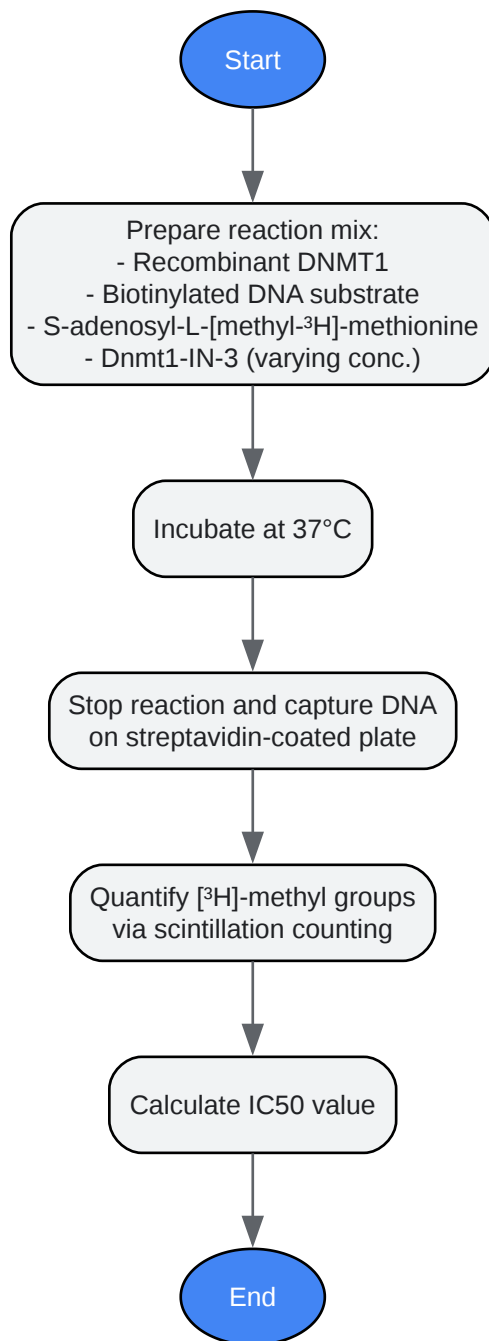 Start
Prepare reaction mix:
- Recombinant DNMT1
- Biotinylated DNA substrate
- S-adenosyl-L-[methyl-³H]-methionine
- Dnmt1-IN-3 (varying conc.)
Incubate at 37°C
Stop reaction and capture DNA
on streptavidin-coated plate
Quantify [³H]-methyl groups
via scintillation counting
Calculate IC50 value
End